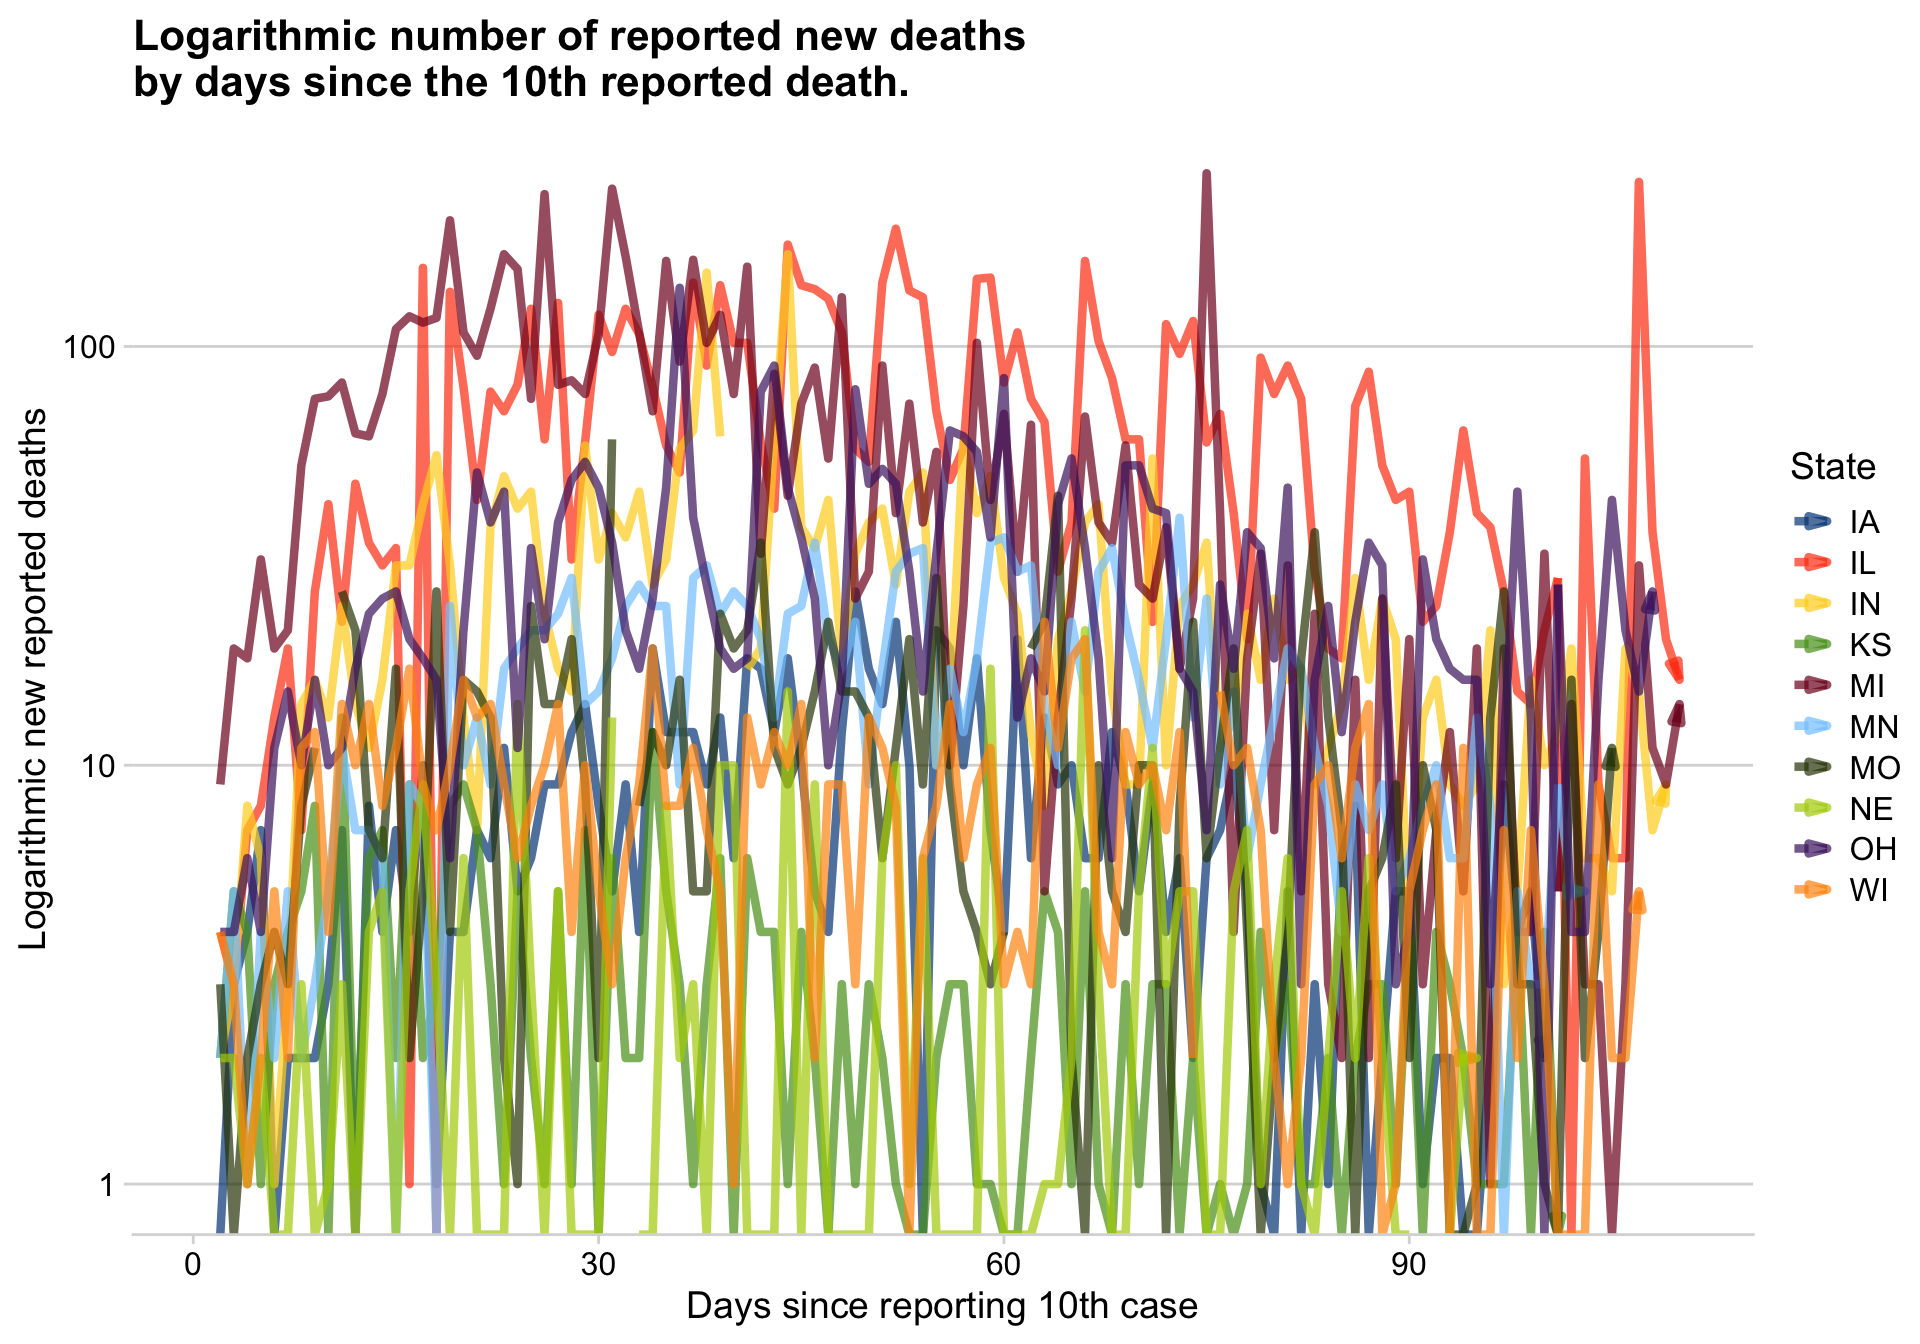 Logarithmic number of reported new deaths
by days since the 10th reported death.
Logarithmic new reported deaths
100
10
1
0
30
60
90
Days since reporting 10th case
State
IA
IL
IN
KS
MI
MN
MO
NE
OH
WI